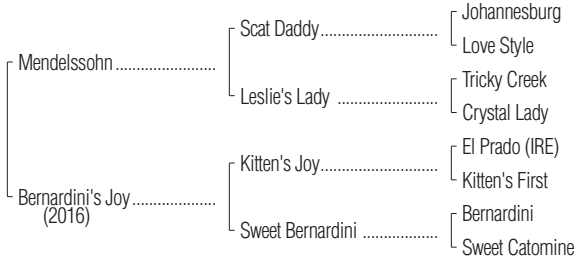 Johannesburg
Scat Daddy
Love Style
Mendelssohn
Tricky Creek
Leslie's Lady
Crystal Lady
El Prado (IRE)
Kitten's Joy
Kitten's First
Bernardini's Joy
(2016)
Bernardini
Sweet Bernardini
Sweet Catomine